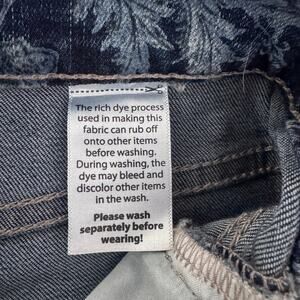 The rich dye process
used in making this
fabric can rub off
onto other items
before washing.
During washing, the
dye may bleed and
discolor other items
in the wash.
Please wash
separately before
wearing!